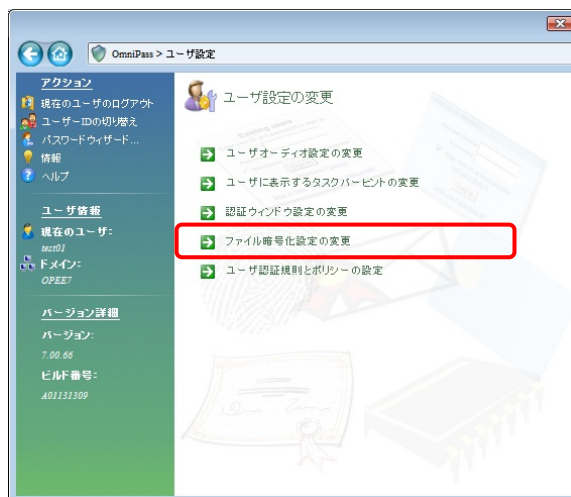 OmniPass > ユーザ設定
アクション
現在のユーザのログアウト
ユーザーIDの切り替え
パスワードウィザード...
情報
ヘルプ
ユーザ情報
現在のユーザ:
test01
ドメイン:
OPEE7
バージョン詳細
バージョン:
7.00.66
ビルド番号:
A01131309
ユーザ設定の変更
ユーザオーディオ設定の変更
ユーザに表示するタスクバーヒントの変更
認証ウィンドウ設定の変更
ファイル暗号化設定の変更
ユーザ認証規則とポリシーの設定